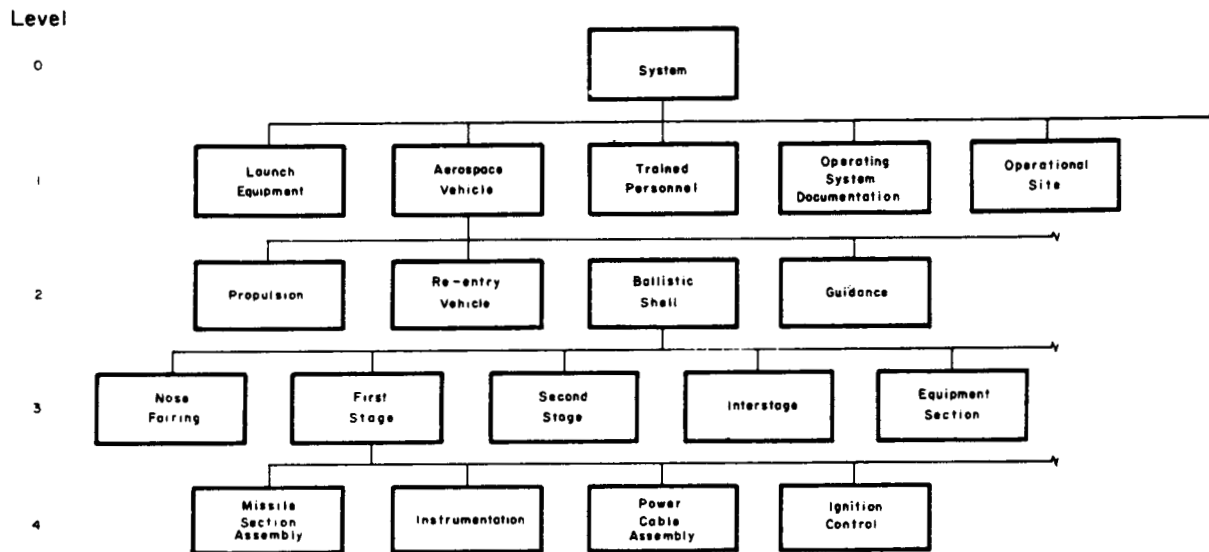 Level
0
System
1
Launch
Equipment
Aerospace
Vehicle
Trained
Personnel
Operating
System
Documentation
Operational
Site
2
Propulsion
Re-entry
Vehicle
Ballistic
Shell
Guidance
3
Nose
Fairing
First
Stage
Second
Stage
Interstage
Equipment
Section
4
Missile
Section
Assembly
Instrumentation
Power
Cable
Assembly
Ignition
Control